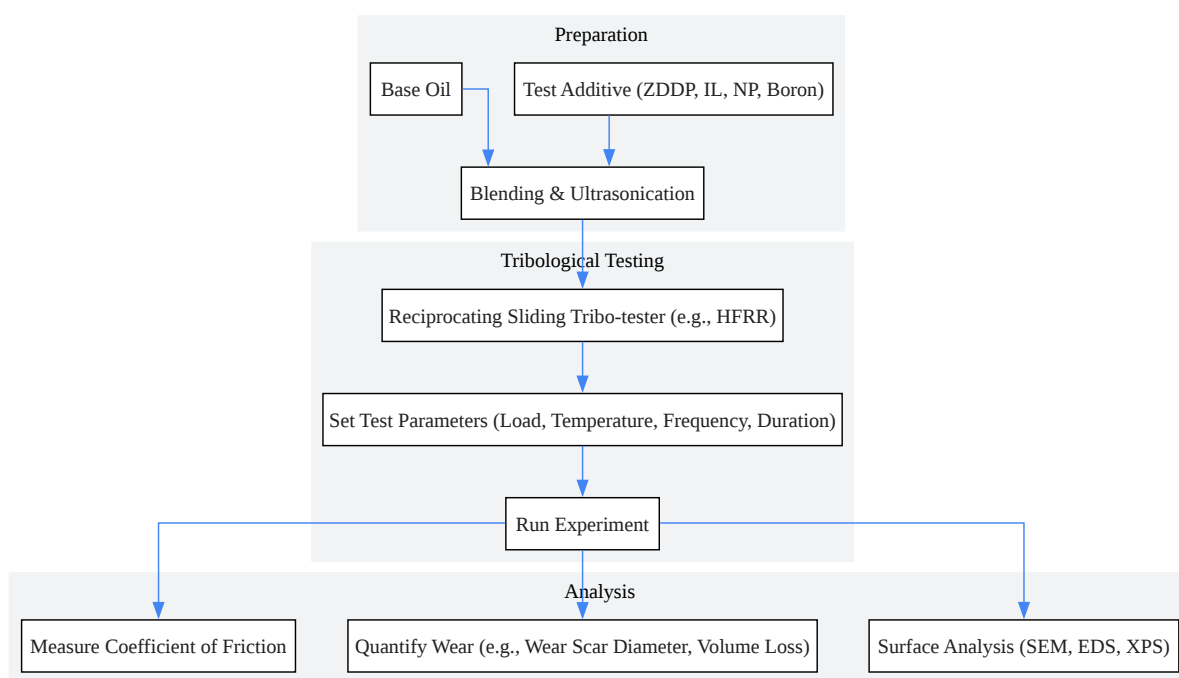 Preparation
Base Oil
Test Additive (ZDDP, IL, NP, Boron)
Blending & Ultrasonication
Tribological Testing
Reciprocating Sliding Tribo-tester (e.g., HFRR)
Set Test Parameters (Load, Temperature, Frequency, Duration)
Run Experiment
Analysis
Measure Coefficient of Friction
Quantify Wear (e.g., Wear Scar Diameter, Volume Loss)
Surface Analysis (SEM, EDS, XPS)